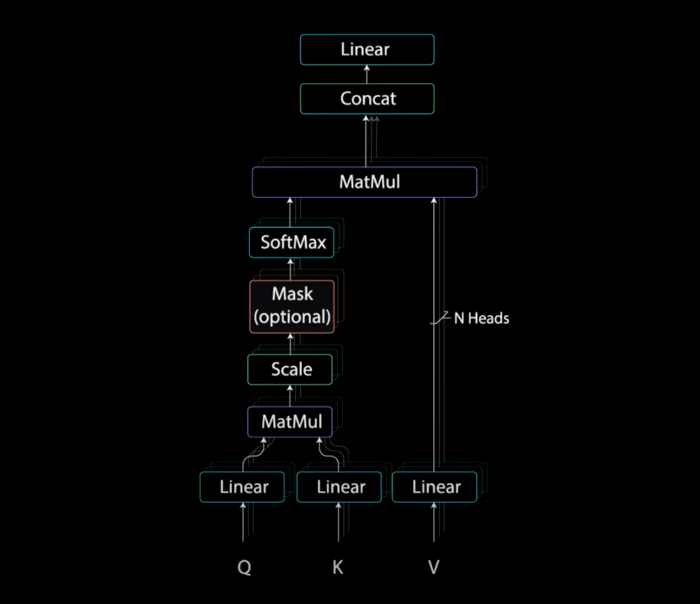 Linear
Concat
MatMul
SoftMax
Mask
(optional)
N Heads
Scale
MatMul
Linear
Linear
Linear
Q
K
V